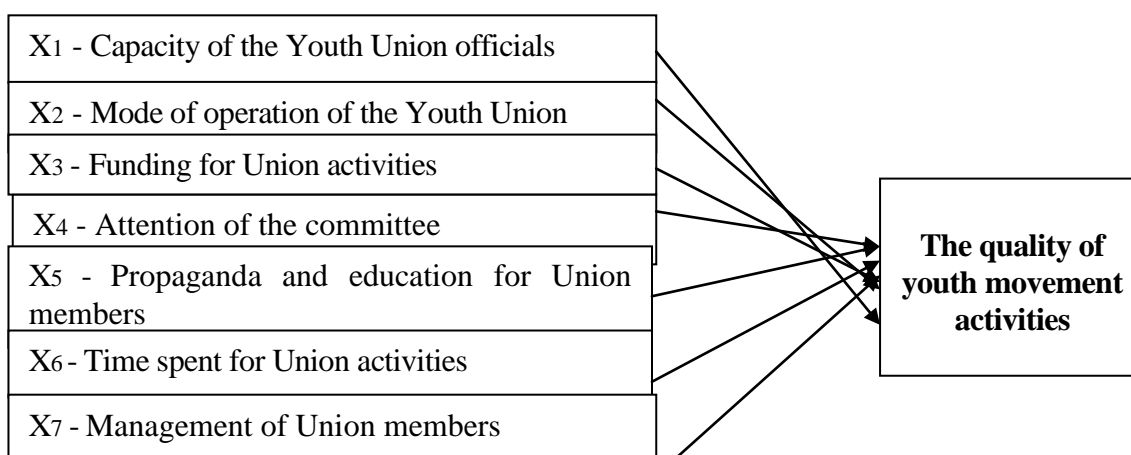 X1 - Capacity of the Youth Union officials
X2 - Mode of operation of the Youth Union
X3 - Funding for Union activities
X4 - Attention of the committee
X5 - Propaganda and education for Union
members
X6 - Time spent for Union activities
X7 - Management of Union members
The quality of
youth movement
activities